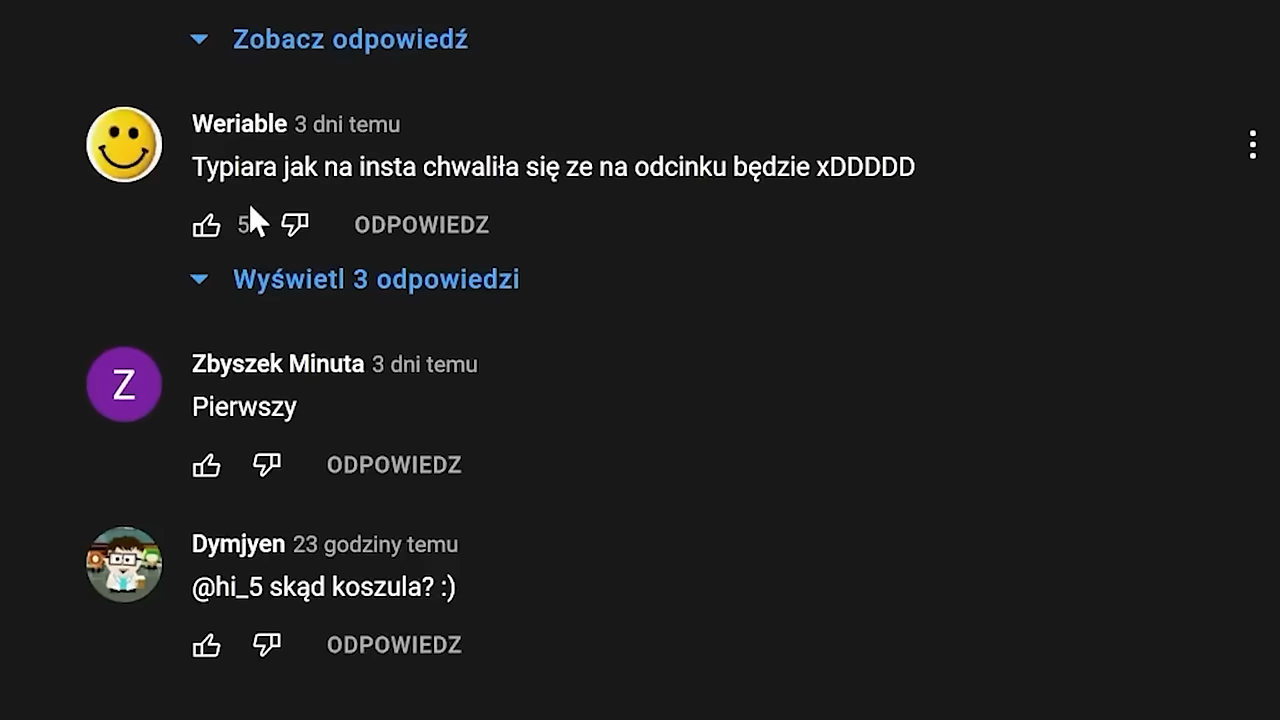 Zobacz odpowiedź
Weriable 3 dni temu
Typiara jak na insta chwaliła się ze na odcinku będzie xDDDDD
5 ODPOWIEDZ
Wyświetl 3 odpowiedzi
Z
Zbyszek Minuta 3 dni temu
Pierwszy
ODPOWIEDZ
Dymjyen 23 godziny temu
@hi_5 skąd koszula? :)
ODPOWIEDZ